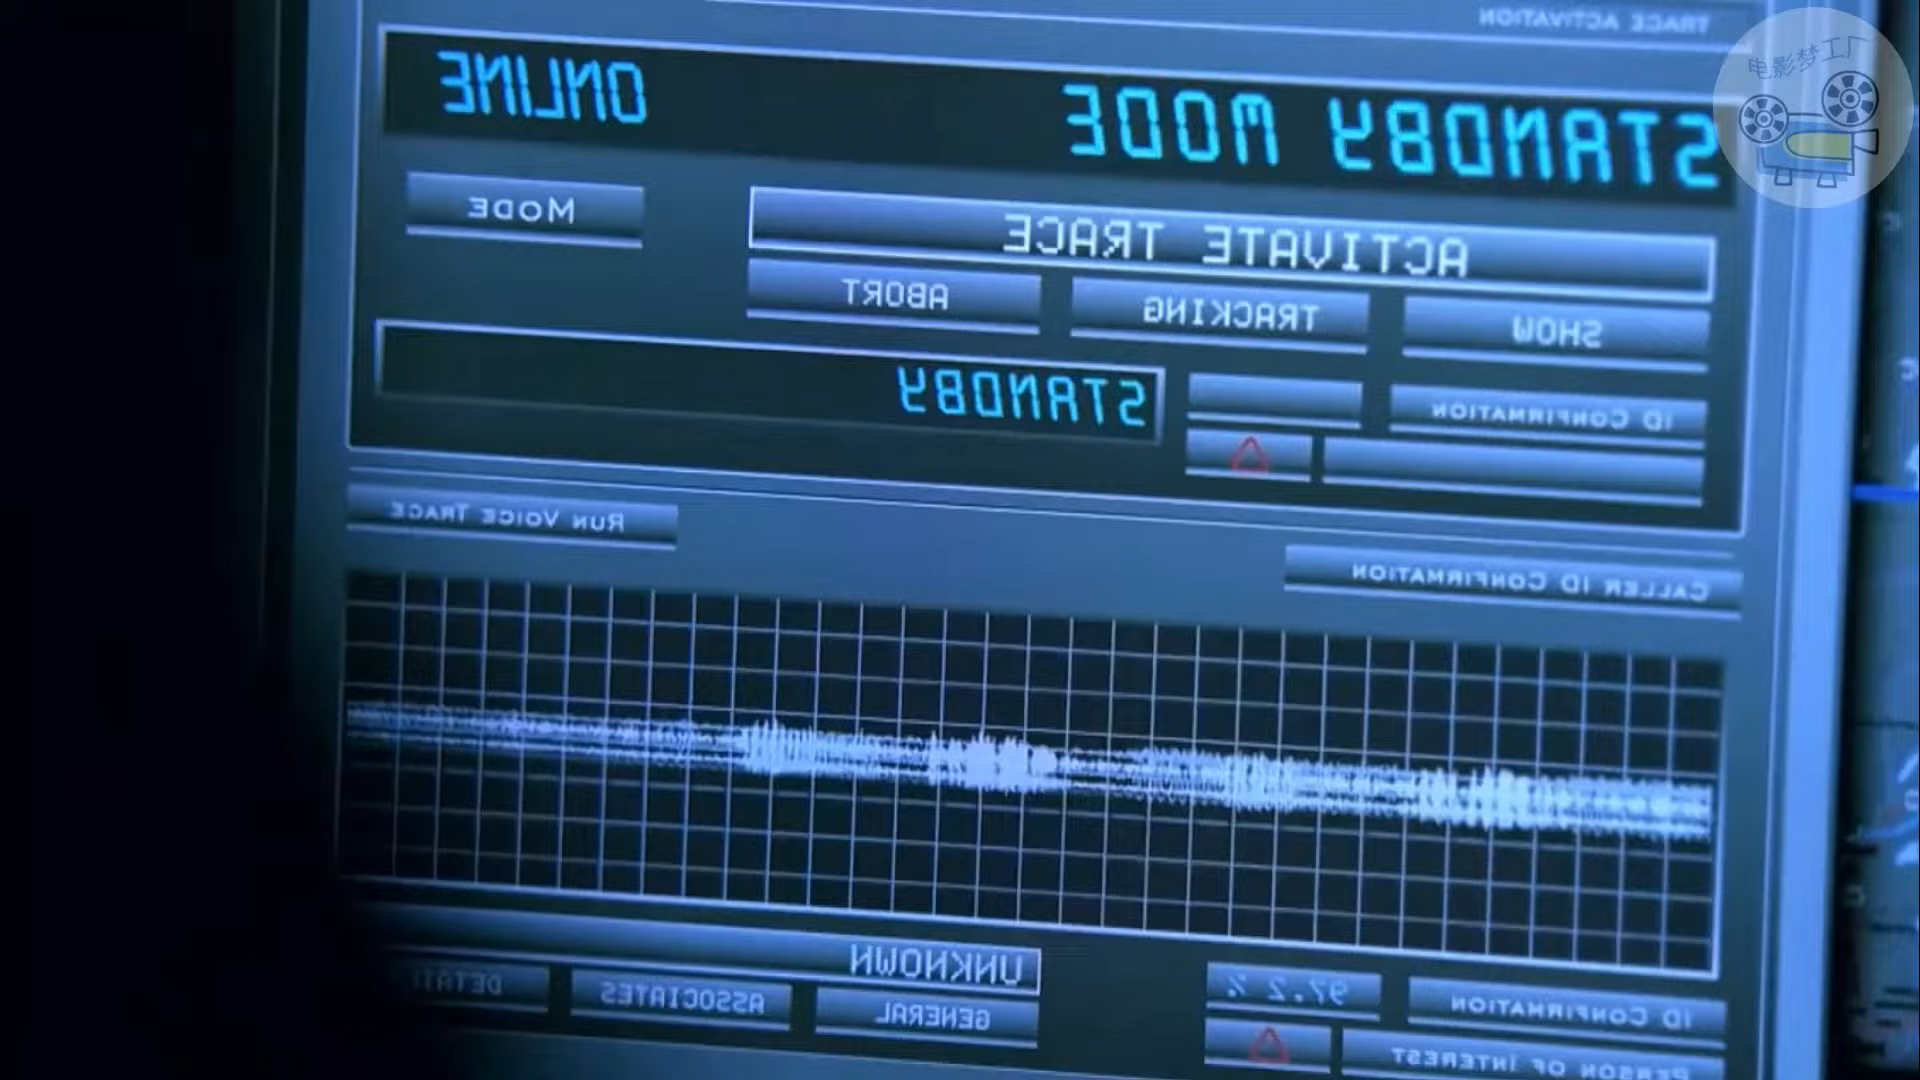 TRACE ACTIVATION
STANDBY MODE ONLINE
ACTIVATE TRACE MODE
SHOW TRACKING ABORT
ID CONFIRMATION STANDBY
CALLER ID CONFIRMATION RUN VOICE TRACE
UNKNOWN
ID CONFIRMATION 97.2 % GENERAL ASSOCIATES DETAIL
PERSON OF INTEREST
电影梦工厂